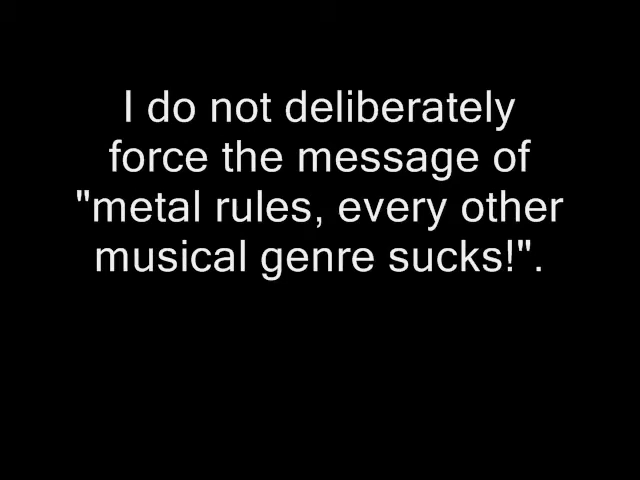 I do not deliberately
force the message of
"metal rules, every other
musical genre sucks!".